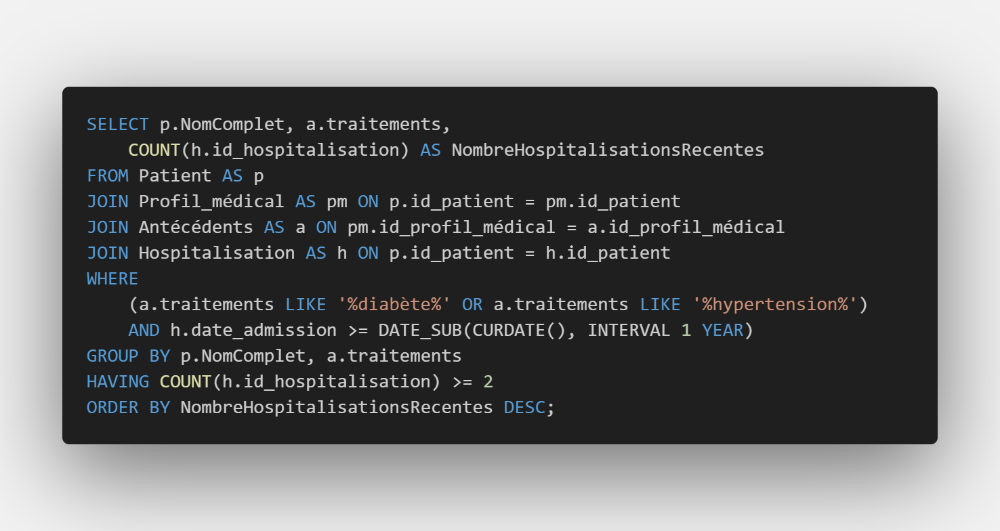 SELECT p.NomComplet, a.traitements,
    COUNT(h.id_hospitalisation) AS NombreHospitalisationsRecentes
FROM Patient AS p
JOIN Profil_médical AS pm ON p.id_patient = pm.id_patient
JOIN Antécédents AS a ON pm.id_profil_médical = a.id_profil_médical
JOIN Hospitalisation AS h ON p.id_patient = h.id_patient
WHERE
    (a.traitements LIKE '%diabète%' OR a.traitements LIKE '%hypertension%')
    AND h.date_admission >= DATE_SUB(CURDATE(), INTERVAL 1 YEAR)
GROUP BY p.NomComplet, a.traitements
HAVING COUNT(h.id_hospitalisation) >= 2
ORDER BY NombreHospitalisationsRecentes DESC;